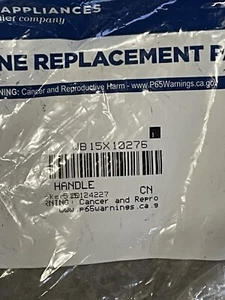 APPLIANCES
company
NE REPLACEMENT PA
NING: Cancer and Reproductive Harm - www.P65Warnings.ca.gov
WB15X10276
HANDLE
CN
RNING: Cancer and Repro
www.p65warnings.ca.g